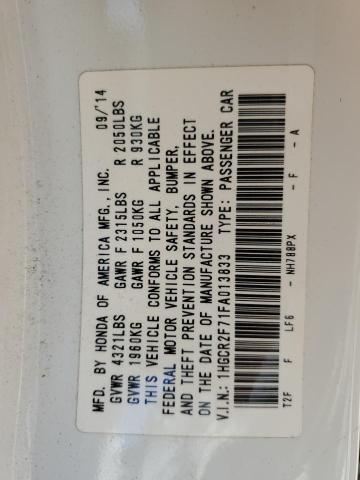 MFD. BY HONDA OF AMERICA MFG., INC. 09/'14
GVWR 4321LBS GAWR F 2315LBS R 2050LBS
GVWR 1960KG GAWR F 1050KG R 930KG
THIS VEHICLE CONFORMS TO ALL APPLICABLE
FEDERAL MOTOR VEHICLE SAFETY, BUMPER,
AND THEFT PREVENTION STANDARDS IN EFFECT
ON THE DATE OF MANUFACTURE SHOWN ABOVE.
V.I.N.: 1HGCR2F71FA013833 TYPE: PASSENGER CAR
T2F F LF6 - NH788PX - F - A